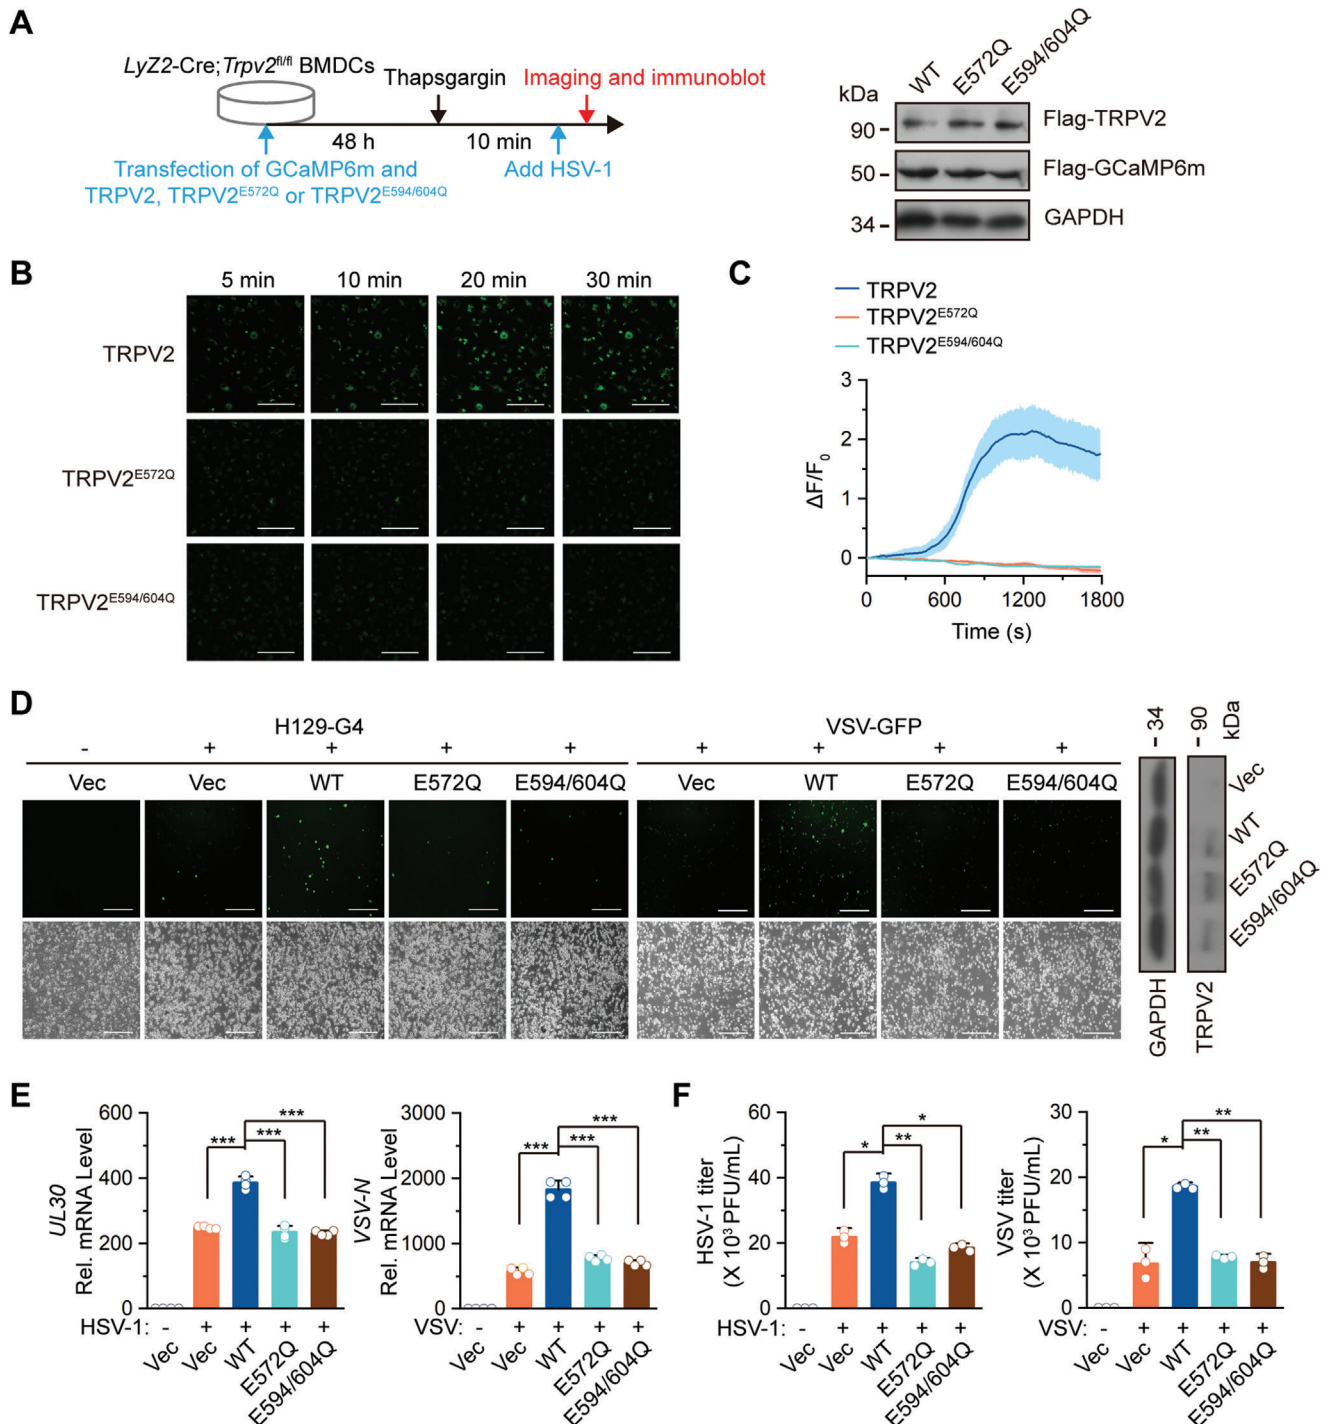 A
LyZ2-Cre;Trpv2fl/fl BMDCs
Thapsgargin
Imaging and immunoblot
48 h
10 min
Transfection of GCaMP6m and
TRPV2, TRPV2E572Q or TRPV2E594/604Q
Add HSV-1
kDa
WT
E572Q
E594/604Q
90
Flag-TRPV2
50
Flag-GCaMP6m
34
GAPDH
B
5 min
10 min
20 min
30 min
TRPV2
TRPV2E572Q
TRPV2E594/604Q
C
TRPV2
TRPV2E572Q
TRPV2E594/604Q
ΔF/F0
3
2
1
0
0
600
1200
1800
Time (s)
D
H129-G4
VSV-GFP
- + + + + + + + +
Vec Vec WT E572Q E594/604Q Vec WT E572Q E594/604Q
34
90
kDa
Vec
WT
E572Q
E594/604Q
GAPDH
TRPV2
E
UL30
Rel. mRNA Level
600
400
200
0
***
***
***
HSV-1: - + + + +
Vec Vec WT E572Q E594/604Q
VSV-N
Rel. mRNA Level
3000
2000
1000
0
***
***
***
VSV: - + + + +
Vec Vec WT E572Q E594/604Q
F
HSV-1 titer
(X 10³ PFU/mL)
60
40
20
0
*
**
*
HSV-1: - + + + +
Vec Vec WT E572Q E594/604Q
VSV titer
(X 10³ PFU/mL)
30
20
10
0
*
**
**
VSV: - + + + +
Vec Vec WT E572Q E594/604Q